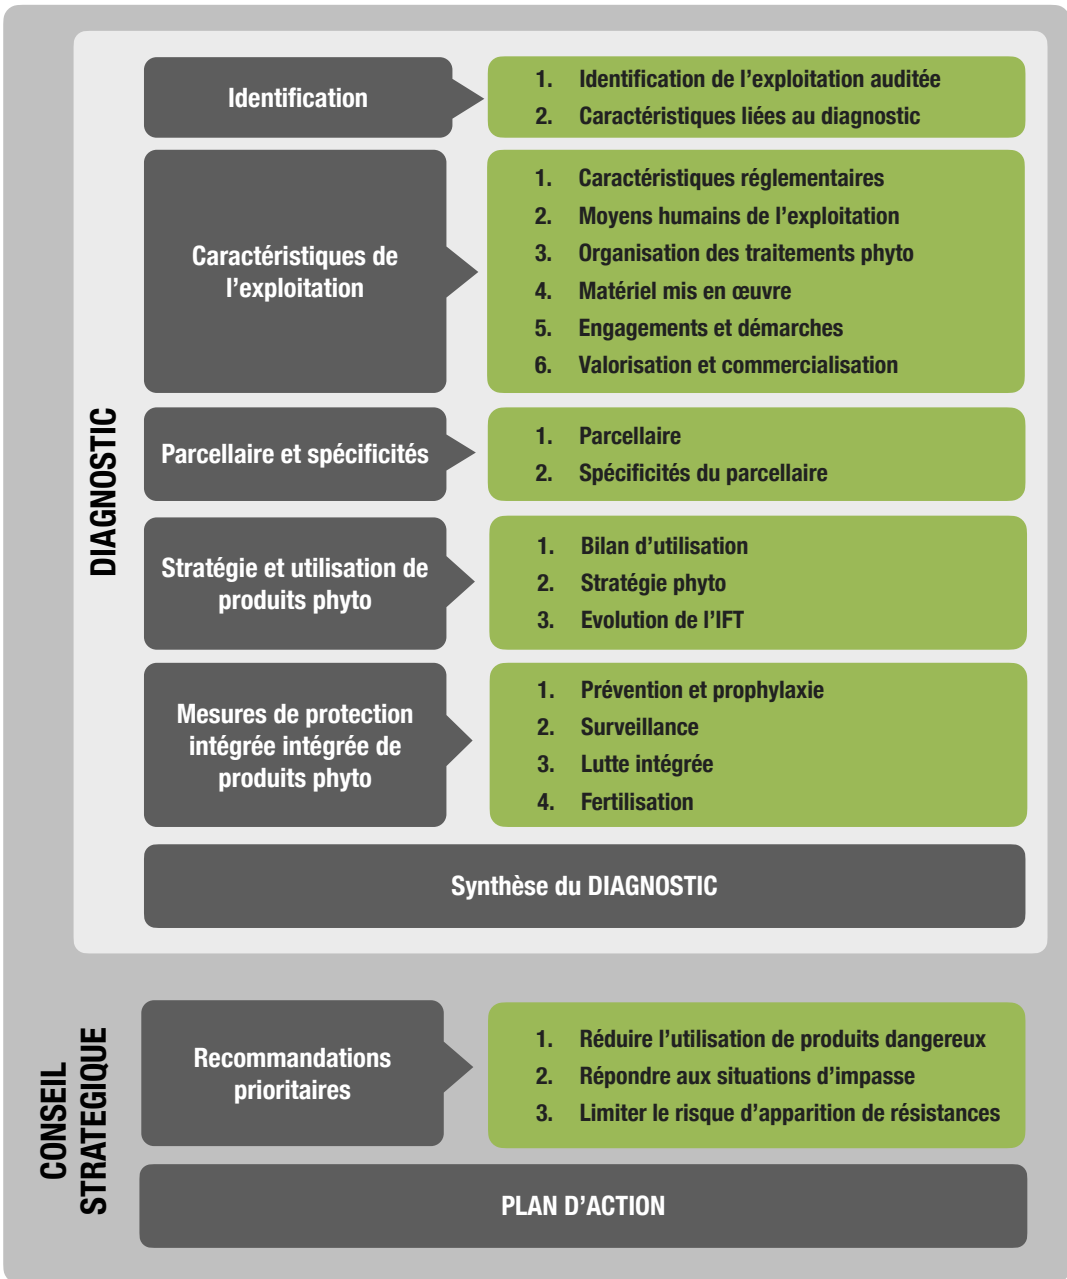 DIAGNOSTIC
Identification
1. Identification de l’exploitation auditée
2. Caractéristiques liées au diagnostic
Caractéristiques de
l’exploitation
1. Caractéristiques réglementaires
2. Moyens humains de l’exploitation
3. Organisation des traitements phyto
4. Matériel mis en œuvre
5. Engagements et démarches
6. Valorisation et commercialisation
Parcellaire et spécificités
1. Parcellaire
2. Spécificités du parcellaire
Stratégie et utilisation de
produits phyto
1. Bilan d’utilisation
2. Stratégie phyto
3. Evolution de l’IFT
Mesures de protection
intégrée intégrée de
produits phyto
1. Prévention et prophylaxie
2. Surveillance
3. Lutte intégrée
4. Fertilisation
Synthèse du DIAGNOSTIC
CONSEIL
STRATEGIQUE
Recommandations
prioritaires
1. Réduire l’utilisation de produits dangereux
2. Répondre aux situations d’impasse
3. Limiter le risque d’apparition de résistances
PLAN D’ACTION